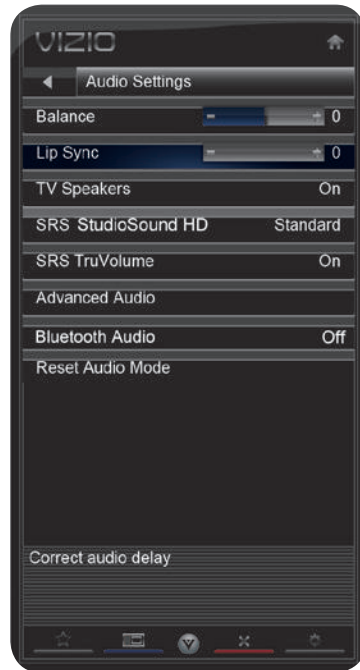 VIZIO
Audio Settings
Balance - + 0
Lip Sync - + 0
TV Speakers On
SRS StudioSound HD Standard
SRS TruVolume On
Advanced Audio
Bluetooth Audio Off
Reset Audio Mode
Correct audio delay
V